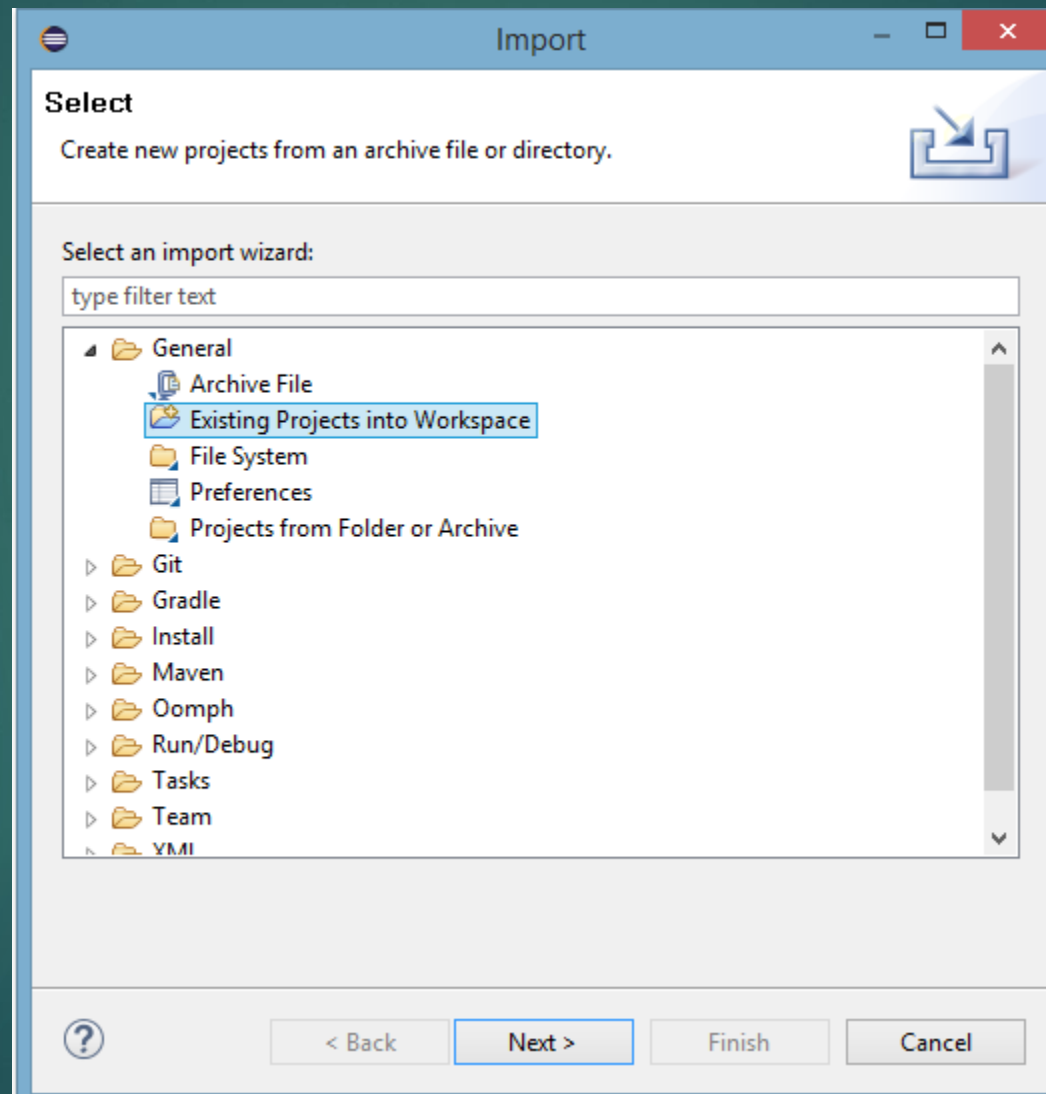 Import
Select
Create new projects from an archive file or directory.
Select an import wizard:
type filter text
General
Archive File
Existing Projects into Workspace
File System
Preferences
Projects from Folder or Archive
Git
Gradle
Install
Maven
Oomph
Run/Debug
Tasks
Team
XML
?
< Back Next > Finish Cancel